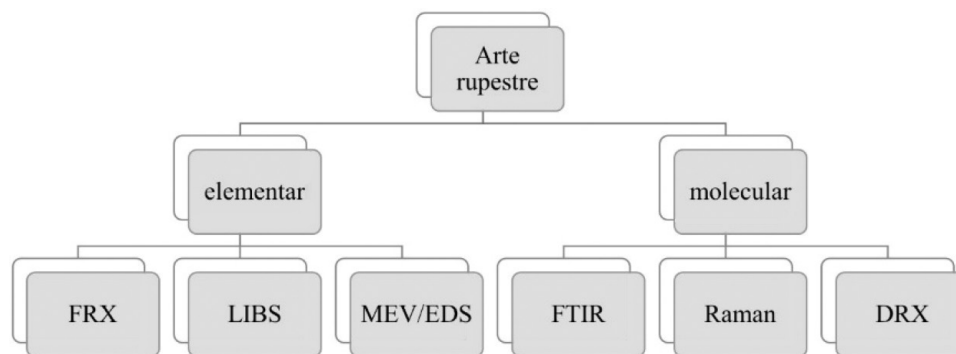 Arte
rupestre
elementar
molecular
FRX
LIBS
MEV/EDS
FTIR
Raman
DRX